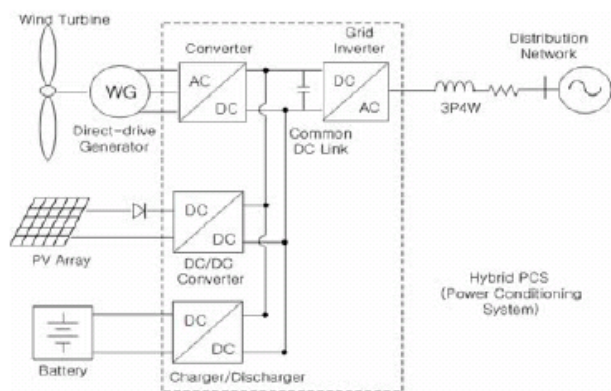 Wind Turbine
WG
Direct-drive
Generator
Converter
AC
DC
Grid
Inverter
DC
AC
Common
DC Link
3P4W
Distribution
Network
PV Array
DC
DC
DC/DC
Converter
Hybrid PCS
(Power Conditioning
System)
Battery
DC
DC
Charger/Discharger